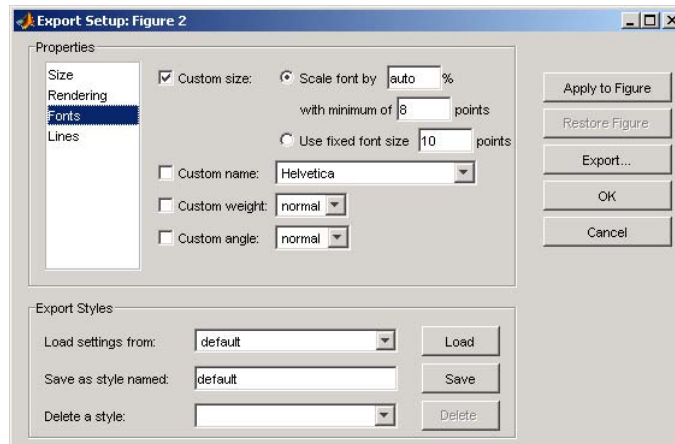 Export Setup: Figure 2
Properties
Size
Rendering
Fonts
Lines
Custom size:
Scale font by auto %
with minimum of 8 points
Use fixed font size 10 points
Custom name: Helvetica
Custom weight: normal
Custom angle: normal
Apply to Figure
Restore Figure
Export...
OK
Cancel
Export Styles
Load settings from: default Load
Save as style named: default Save
Delete a style: Delete